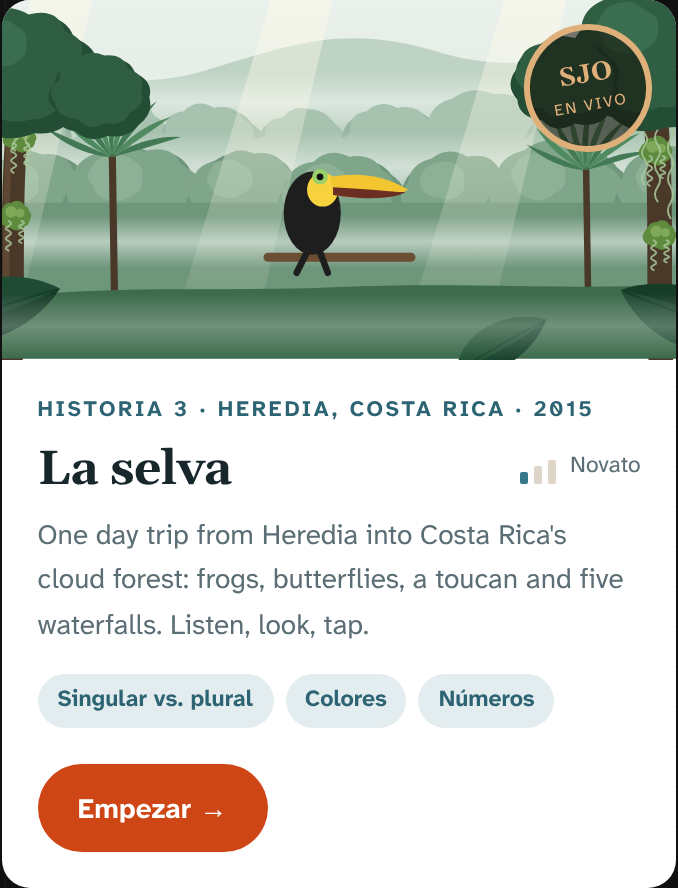 SJO
EN VIVO
HISTORIA 3 · HEREDIA, COSTA RICA · 2015
La selva
Novato
One day trip from Heredia into Costa Rica's
cloud forest: frogs, butterflies, a toucan and five
waterfalls. Listen, look, tap.
Singular vs. plural
Colores
Números
Empezar →